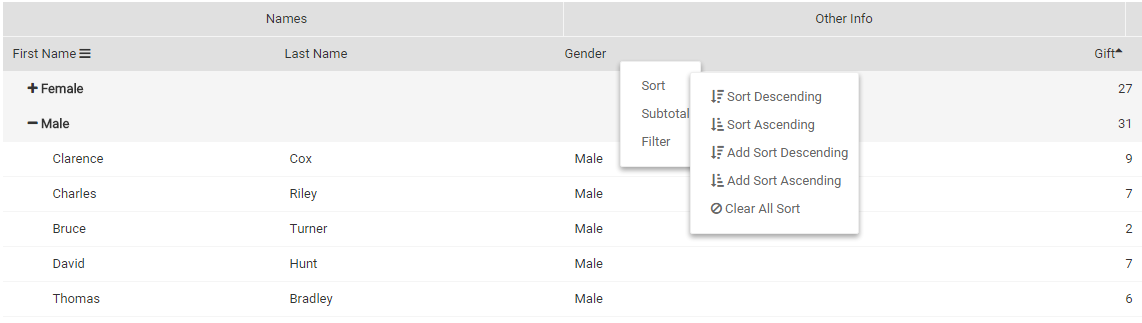 Names Other Info
First Name Last Name Gender Gift
Female 27
Male 31
Clarence Cox Male 9
Charles Riley Male 7
Bruce Turner Male 2
David Hunt Male 7
Thomas Bradley Male 6
Sort
Subtotal
Filter
Sort Descending
Sort Ascending
Add Sort Descending
Add Sort Ascending
Clear All Sort